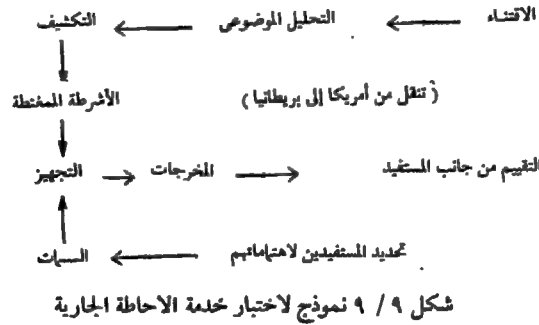 الاقتناء التحليل الموضوعى التكشيف
( تنقل من أمريكا إلى بريطانيا ) الأشرطة الممغنطة
التقييم من جانب المستفيد المخرجات التجهيز
تحديد المستفيدين لاهتماماتهم السمات
شكل ٩ / ٩ نموذج لاختبار خدمة الاحاطة الجارية